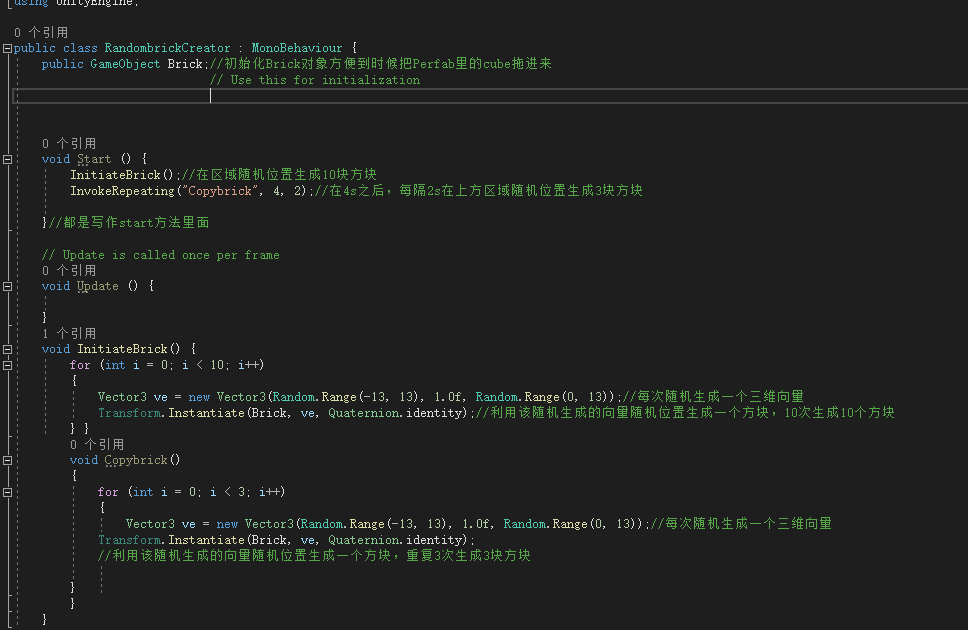 using UnityEngine;
0 个引用
public class RandombrickCreator : MonoBehaviour {
public GameObject Brick;//初始化Brick对象方便到时候把Perfab里的cube拖进来
// Use this for initialization
0 个引用
void Start () {
InitiateBrick();//在区域随机位置生成10块方块
InvokeRepeating("Copybrick", 4, 2);//在4s之后，每隔2s在上方区域随机位置生成3块方块
}//都是写作start方法里面
// Update is called once per frame
0 个引用
void Update () {
}
1 个引用
void InitiateBrick() {
for (int i = 0; i < 10; i++)
{
Vector3 ve = new Vector3(Random.Range(-13, 13), 1.0f, Random.Range(0, 13));//每次随机生成一个三维向量
Transform.Instantiate(Brick, ve, Quaternion.identity);//利用该随机生成的向量随机位置生成一个方块，10次生成10个方块
} }
0 个引用
void Copybrick()
{
for (int i = 0; i < 3; i++)
{
Vector3 ve = new Vector3(Random.Range(-13, 13), 1.0f, Random.Range(0, 13));//每次随机生成一个三维向量
Transform.Instantiate(Brick, ve, Quaternion.identity);
//利用该随机生成的向量随机位置生成一个方块，重复3次生成3块方块
}
}
}